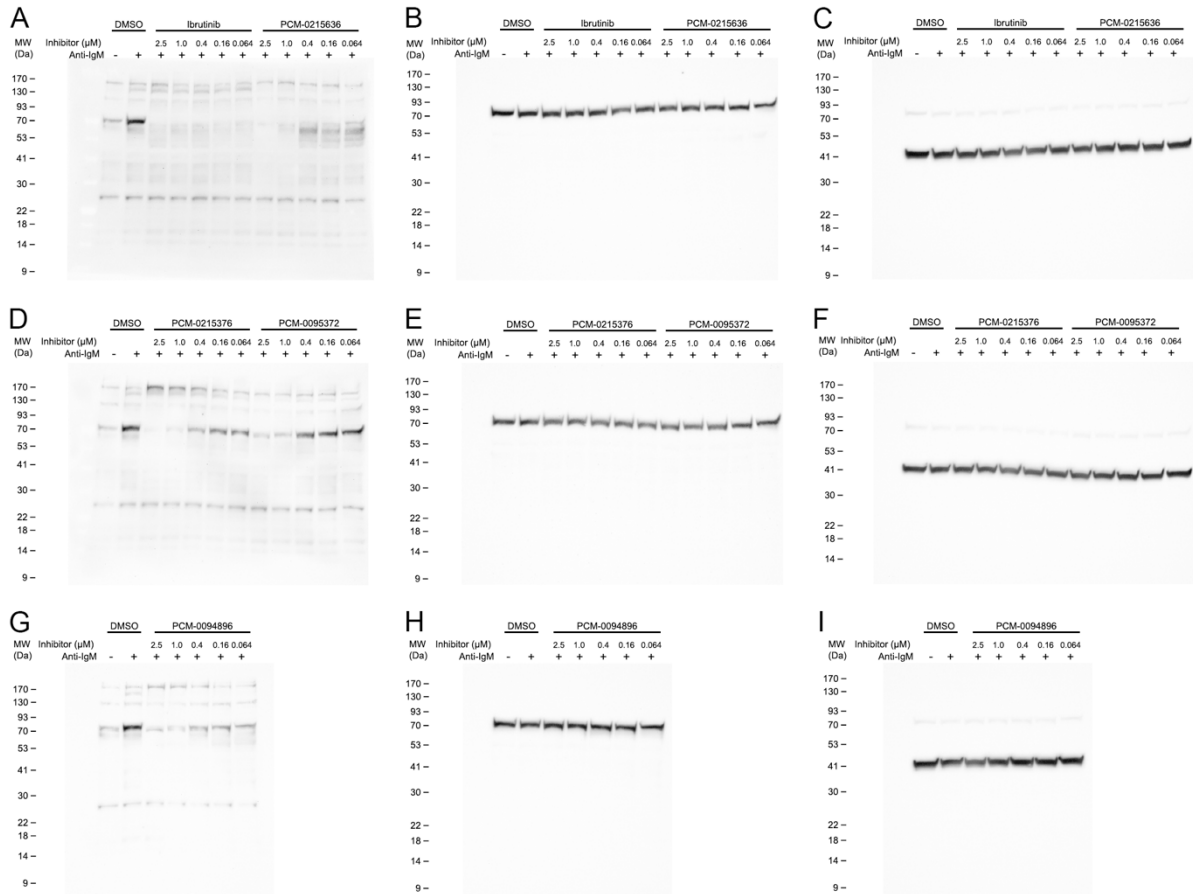 A
DMSO Ibrutinib PCM-0215636
MW Inhibitor (µM) 2.5 1.0 0.4 0.16 0.064 2.5 1.0 0.4 0.16 0.064
(Da) Anti-IgM - + + + + + + + + + + +
170
130
93
70
53
41
30
22
18
14
9
B
DMSO Ibrutinib PCM-0215636
MW Inhibitor (µM) 2.5 1.0 0.4 0.16 0.064 2.5 1.0 0.4 0.16 0.064
(Da) Anti-IgM - + + + + + + + + + + +
170
130
93
70
53
41
30
22
18
14
9
C
DMSO Ibrutinib PCM-0215636
MW Inhibitor (µM) 2.5 1.0 0.4 0.16 0.064 2.5 1.0 0.4 0.16 0.064
(Da) Anti-IgM - + + + + + + + + + + +
170
130
93
70
53
41
30
22
18
14
9
D
DMSO PCM-0215376 PCM-0095372
MW Inhibitor (µM) 2.5 1.0 0.4 0.16 0.064 2.5 1.0 0.4 0.16 0.064
(Da) Anti-IgM - + + + + + + + + + + +
170
130
93
70
53
41
30
22
18
14
9
E
DMSO PCM-0215376 PCM-0095372
MW Inhibitor (µM) 2.5 1.0 0.4 0.16 0.064 2.5 1.0 0.4 0.16 0.064
(Da) Anti-IgM - + + + + + + + + + + +
170
130
93
70
53
41
30
22
18
14
9
F
DMSO PCM-0215376 PCM-0095372
MW Inhibitor (µM) 2.5 1.0 0.4 0.16 0.064 2.5 1.0 0.4 0.16 0.064
(Da) Anti-IgM - + + + + + + + + + + +
170
130
93
70
53
41
30
22
18
14
G
DMSO PCM-0094896
MW Inhibitor (µM) 2.5 1.0 0.4 0.16 0.064
(Da) Anti-IgM - + + + + + +
170
130
93
70
53
41
30
22
18
14
9
H
DMSO PCM-0094896
MW Inhibitor (µM) 2.5 1.0 0.4 0.16 0.064
(Da) Anti-IgM - + + + + + +
170
130
93
70
53
41
30
22
18
14
9
I
DMSO PCM-0094896
MW Inhibitor (µM) 2.5 1.0 0.4 0.16 0.064
(Da) Anti-IgM - + + + + + +
170
130
93
70
53
41
30
22
18
14
9